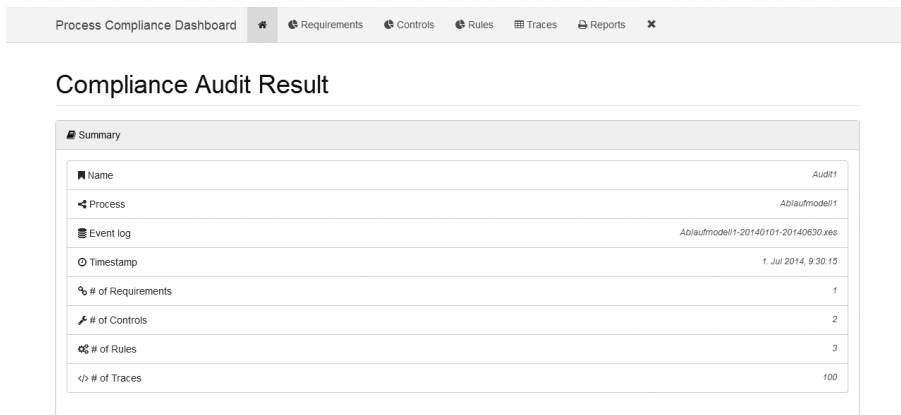 Process Compliance Dashboard Requirements Controls Rules Traces Reports
Compliance Audit Result
Summary
Name Audit1
Process Ablaufmodell1
Event log Ablaufmodell1-20140101-20140630.xes
Timestamp 1. Jul 2014, 9:30:15
# of Requirements 1
# of Controls 2
# of Rules 3
# of Traces 100